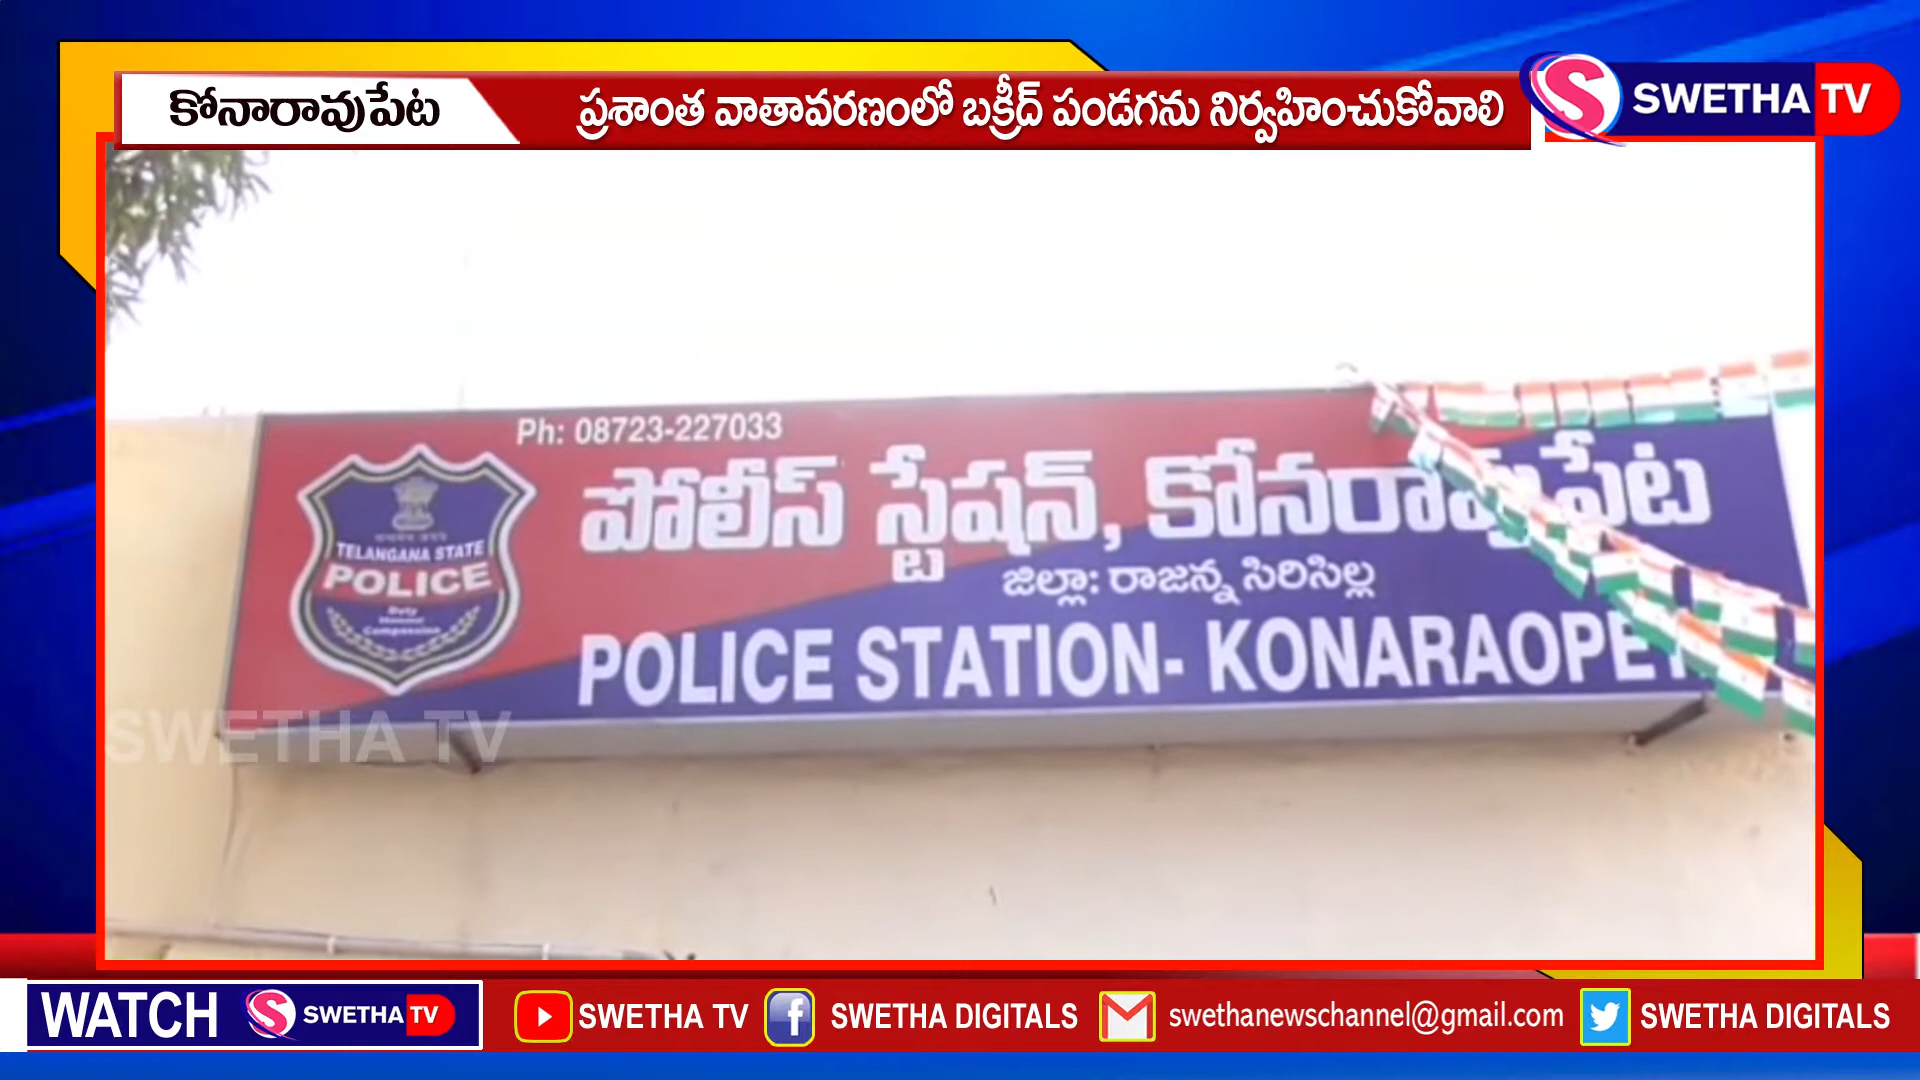 కోనారావుపేట
ప్రశాంత వాతావరణంలో బక్రీద్ పండగను నిర్వహించుకోవాలి
S SWETHA TV
Ph: 08723-227033
పోలీస్ స్టేషన్, కోనరావుపేట
జిల్లా: రాజన్న సిరిసిల్ల
POLICE STATION- KONARAOPET
TELANGANA STATE
POLICE
Duty
Honour
Compassion
SWETHA TV
WATCH S SWETHA TV SWETHA TV f SWETHA DIGITALS swethanewschannel@gmail.com SWETHA DIGITALS